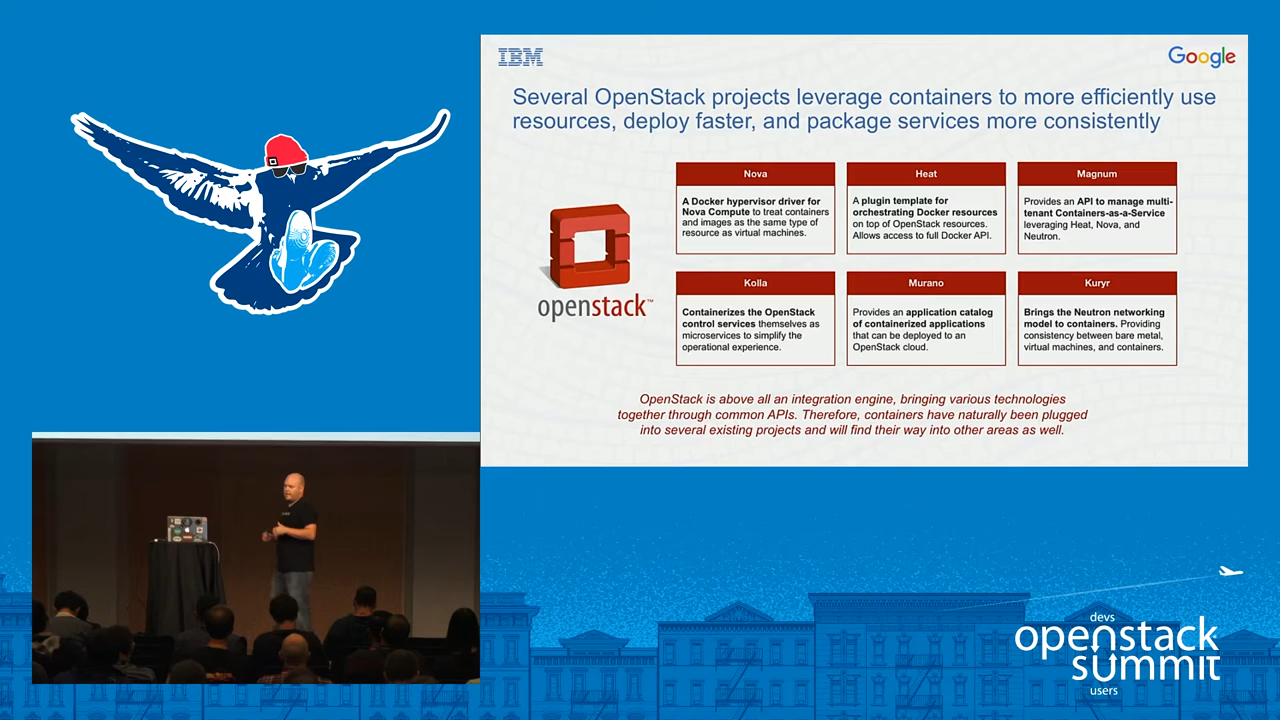 IBM
Google
Several OpenStack projects leverage containers to more efficiently use
resources, deploy faster, and package services more consistently
Nova
A Docker hypervisor driver for
Nova Compute to treat containers
and images as the same type of
resource as virtual machines.
Heat
A plugin template for
orchestrating Docker resources
on top of OpenStack resources.
Allows access to full Docker API.
Magnum
Provides an API to manage multi-
tenant Containers-as-a-Service
leveraging Heat, Nova, and
Neutron.
openstack™
Kolla
Containerizes the OpenStack
control services themselves as
microservices to simplify the
operational experience.
Murano
Provides an application catalog
of containerized applications
that can be deployed to an
OpenStack cloud.
Kuryr
Brings the Neutron networking
model to containers. Providing
consistency between bare metal,
virtual machines, and containers.
OpenStack is above all an integration engine, bringing various technologies
together through common APIs. Therefore, containers have naturally been plugged
into several existing projects and will find their way into other areas as well.
devs
openstack
summit
users